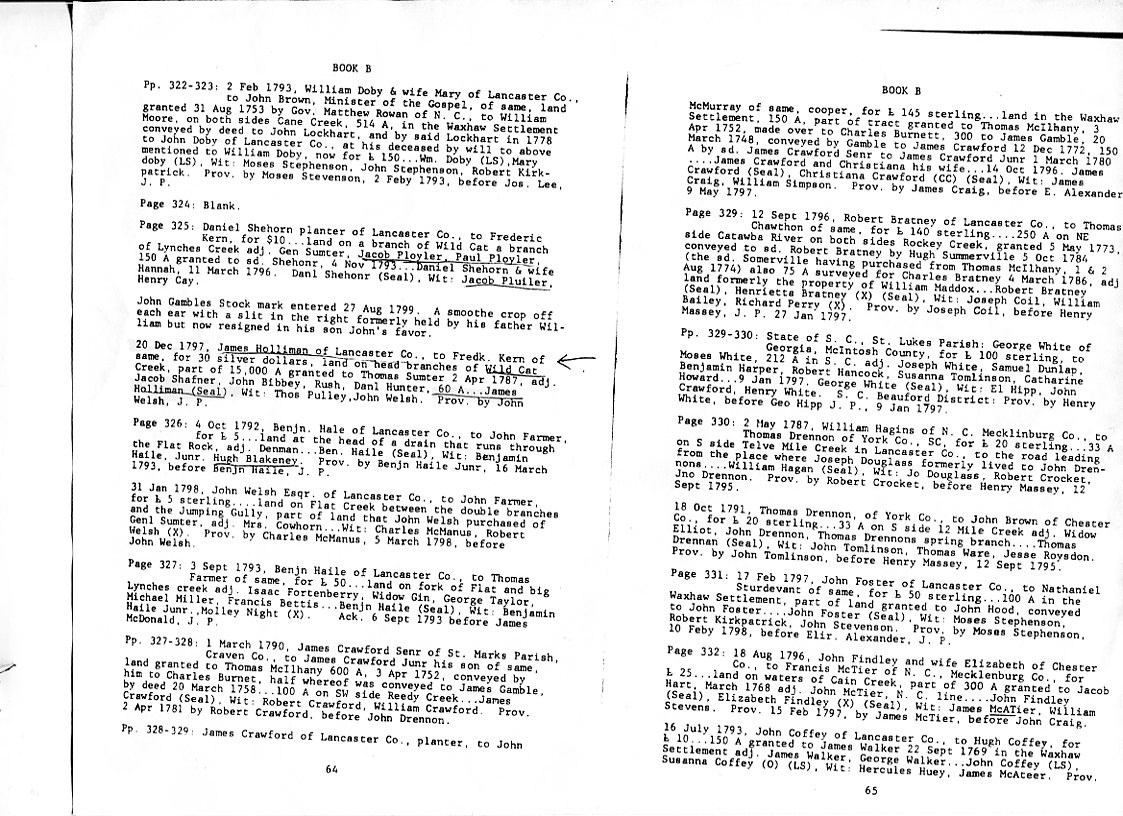 BOOK B
Pp. 322-323: 2 Feb 1793, William Doby & wife Mary of Lancaster Co.,
to John Brown, Minister of the Gospel, of same, land
granted 31 Aug 1753 by Gov. Matthew Rowan of N. C., to William
Moore, on both sides Cane Creek, 514 A, in the Waxhaw Settlement
conveyed by deed to John Lockhart, and by said Lockhart in 1778
to John Doby of Lancaster Co., at his deceased by will to above
mentioned to William Doby, now for Ł 150...Wm. Doby (LS),Mary
doby (LS), Wit: Moses Stephenson, John Stephenson, Robert Kirk-
patrick. Prov. by Moses Stevenson, 2 Feby 1793, before Jos. Lee,
J. P.
Page 324: Blank.
Page 325: Daniel Shehorn planter of Lancaster Co., to Frederic
Kern, for $10...land on a branch of Wild Cat a branch
of Lynches Creek adj. Gen Sumter, Jacob Ployler, Paul Ployler,
150 A granted to sd. Shehonr, 4 Nov 1793...Daniel Shehorn & wife
Hannah, 11 March 1796. Danl Shehonr (Seal), Wit: Jacob Pluiler,
Henry Cay.
John Gambles Stock mark entered 27 Aug 1799. A smoothe crop off
each ear with a slit in the right formerly held by his father Wil-
liam but now resigned in his son John's favor.
20 Dec 1797, James Holliman of Lancaster Co., to Fredk. Kern of
same, for 30 silver dollars, land on head branches of Wild Cat
Creek, part of 15,000 A granted to Thomas Sumter 2 Apr 1787, adj.
Jacob Shafner, John Bibbey, Rush, Danl Hunter, 60 A...James
Holliman (Seal), Wit: Thos Pulley,John Welsh. Prov. by John
Welsh, J. P.
Page 326: 4 Oct 1792, Benjn. Hale of Lancaster Co., to John Farmer,
for Ł 5...land at the head of a drain that runs through
the Flat Rock, adj. Denman...Ben. Haile (Seal), Wit: Benjamin
Haile, Junr. Hugh Blakeney. Prov. by Benjn Haile Junr, 16 March
1793, before Benjn Haile, J. P.
31 Jan 1798, John Welsh Esqr. of Lancaster Co., to John Farmer,
for Ł 5 sterling....land on Flat Creek between the double branches
and the Jumping Gully, part of land that John Welsh purchased of
Genl Sumter, adj. Mrs. Cowhorn...Wit: Charles McManus, Robert
Welsh (X). Prov. by Charles McManus, 5 March 1798, before
John Welsh.
Page 327: 3 Sept 1793, Benjn Haile of Lancaster Co., to Thomas
Farmer of same, for Ł 50...land on fork of Flat and big
Lynches creek adj. Isaac Fortenberry, Widow Gin, George Taylor,
Michael Miller, Francis Bettis...Benjn Haile (Seal), Wit: Benjamin
Haile Junr.,Molley Night (X). Ack. 6 Sept 1793 before James
McDonald, J. P.
Pp. 327-328: 1 March 1790, James Crawford Senr of St. Marks Parish,
Craven Co., to James Crawford Junr his son of same,
land granted to Thomas McIlhany 600 A, 3 Apr 1752, conveyed by
him to Charles Burnet, half whereof was conveyed to James Gamble,
by deed 20 March 1758...100 A on SW side Reedy Creek...James
Crawford (Seal), Wit: Robert Crawford, William Crawford. Prov.
2 Apr 1781 by Robert Crawford, before John Drennon.
Pp. 328-329: James Crawford of Lancaster Co., planter, to John
64
BOOK B
McMurray of same, cooper, for Ł 145 sterling...land in the Waxhaw
Settlement, 150 A, part of tract granted to Thomas McIlhany, 3
Apr 1752, made over to Charles Burnett, 300 to James Gamble, 20
March 1748, conveyed by Gamble to James Crawford 12 Dec 1772, 150
A by sd. James Crawford Senr to James Crawford Junr 1 March 1780
....James Crawford and Christiana his wife...14 Oct 1796. James
Crawford (Seal), Christiana Crawford (CC) (Seal), Wit: James
Craig, William Simpson. Prov. by James Craig, before E. Alexander
9 May 1797.
Page 329: 12 Sept 1796, Robert Bratney of Lancaster Co., to Thomas
Chawthon of same, for Ł 140 sterling....250 A on NE
side Catawba River on both sides Rockey Creek, granted 5 May 1773,
conveyed to sd. Robert Bratney by Hugh Summerville 5 Oct 1784
(the sd. Somerville having purchased from Thomas McIlhany, 1 & 2
Aug 1774) also 75 A surveyed for Charles Bratney 4 March 1786, adj
land formerly the property of William Maddox...Robert Bratney
(Seal), Henrietta Bratney (X) (Seal), Wit: Joseph Coil, William
Bailey, Richard Perry (X). Prov. by Joseph Coil, before Henry
Massey, J. P. 27 Jan 1797.
Pp. 329-330: State of S. C., St. Lukes Parish: George White of
Georgia, McIntosh County, for Ł 100 sterling, to
Moses White, 212 A in S. C. adj. Joseph White, Samuel Dunlap,
Benjamin Harper, Robert Hancock, Susanna Tomlinson, Catharine
Howard...9 Jan 1797. George White (Seal), Wit: El Hipp, John
Crawford, Henry White. S. C. Beauford District: Prov. by Henry
White, before Geo Hipp J. P., 9 Jan 1797.
Page 330: 2 May 1787, William Hagins of N. C. Mecklinburg Co., to
Thomas Drennon of York Co., SC, for Ł 20 sterling...33 A
on S side Telve Mile Creek in Lancaster Co., to the road leading
from the place where Joseph Douglass formerly lived to John Dren-
nons....William Hagan (Seal), Wit: Jo Douglass, Robert Crocket,
Jno Drennon. Prov. by Robert Crocket, before Henry Massey, 12
Sept 1795.
18 Oct 1791, Thomas Drennon, of York Co., to John Brown of Chester
Co., for Ł 20 sterling...33 A on S side 12 Mile Creek adj. Widow
Elliot, John Drennon, Thomas Drennons spring branch....Thomas
Drennan (Seal), Wit: John Tomlinson, Thomas Ware, Jesse Roysdon.
Prov. by John Tomlinson, before Henry Massey, 12 Sept 1795.
Page 331: 17 Feb 1797, John Foster of Lancaster Co., to Nathaniel
Sturdevant of same, for Ł 50 sterling...100 A in the
Waxhaw Settlement, part of land granted to John Hood, conveyed
to John Foster....John Foster (Seal), Wit: Moses Stephenson,
Robert Kirkpatrick, John Stevenson. Prov. by Moses Stephenson,
10 Feby 1798, before Elir. Alexander, J. P.
Page 332: 18 Aug 1796, John Findley and wife Elizabeth of Chester
Co., to Francis McTier of N. C., Mecklenburg Co., for
Ł 25...land on waters of Cain Creek, part of 300 A granted to Jacob
Hart, March 1768 adj. John McTier, N. C. line....John Findley
(Seal), Elizabeth Findley (X) (Seal), Wit: James McATier, William
Stevens. Prov. 15 Feb 1797, by James McTier, before John Craig.
16 July 1793, John Coffey of Lancaster Co., to Hugh Coffey, for
Ł 10...150 A granted to James Walker 22 Sept 1769 in the Waxhaw
Settlement adj. James Walker, George Walker...John Coffey (LS),
Susanna Coffey (O) (LS), Wit: Hercules Huey, James McAteer. Prov.
65